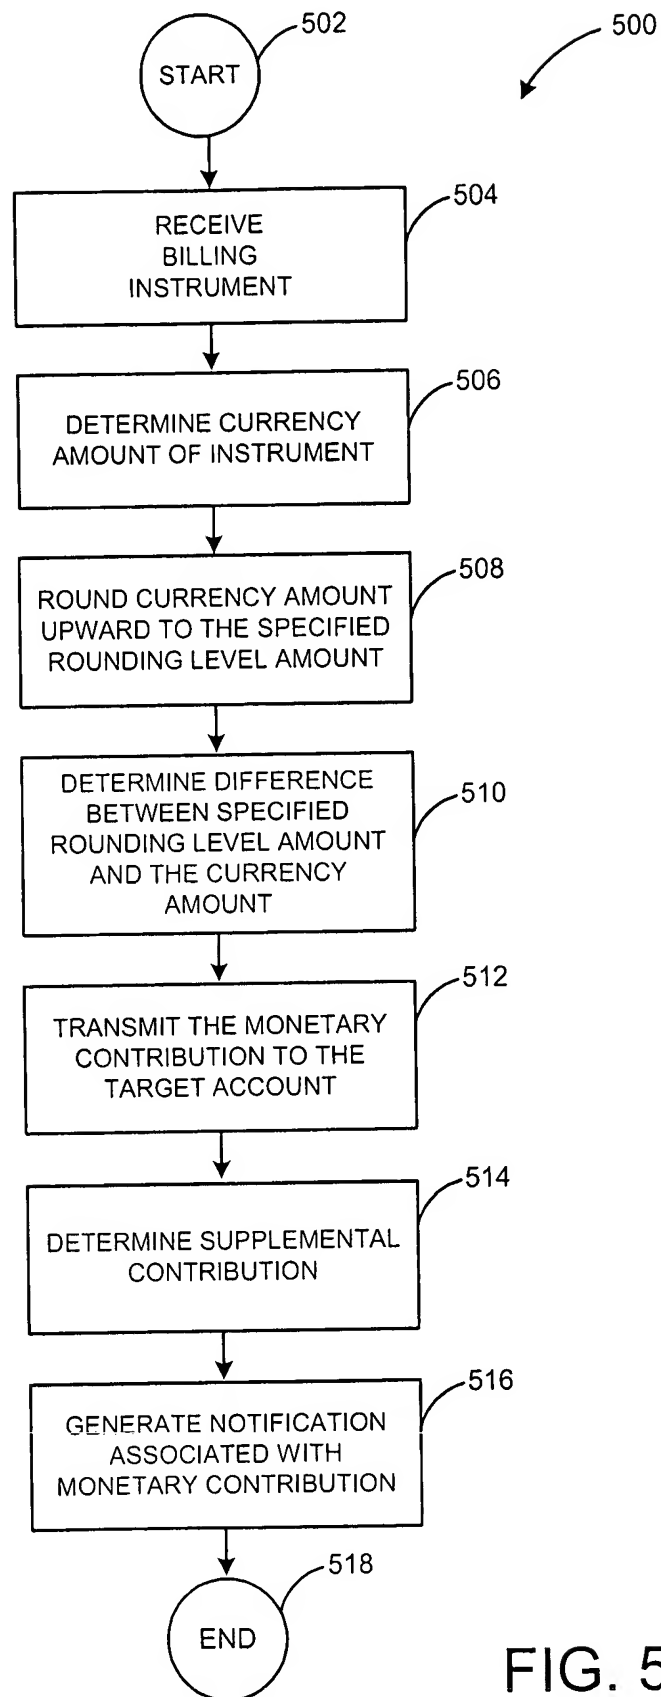 502
500
START
504
RECEIVE
BILLING
INSTRUMENT
506
DETERMINE CURRENCY
AMOUNT OF INSTRUMENT
508
ROUND CURRENCY AMOUNT
UPWARD TO THE SPECIFIED
ROUNDING LEVEL AMOUNT
510
DETERMINE DIFFERENCE
BETWEEN SPECIFIED
ROUNDING LEVEL AMOUNT
AND THE CURRENCY
AMOUNT
512
TRANSMIT THE MONETARY
CONTRIBUTION TO THE
TARGET ACCOUNT
514
DETERMINE SUPPLEMENTAL
CONTRIBUTION
516
GENERATE NOTIFICATION
ASSOCIATED WITH
MONETARY CONTRIBUTION
518
END
FIG. 5